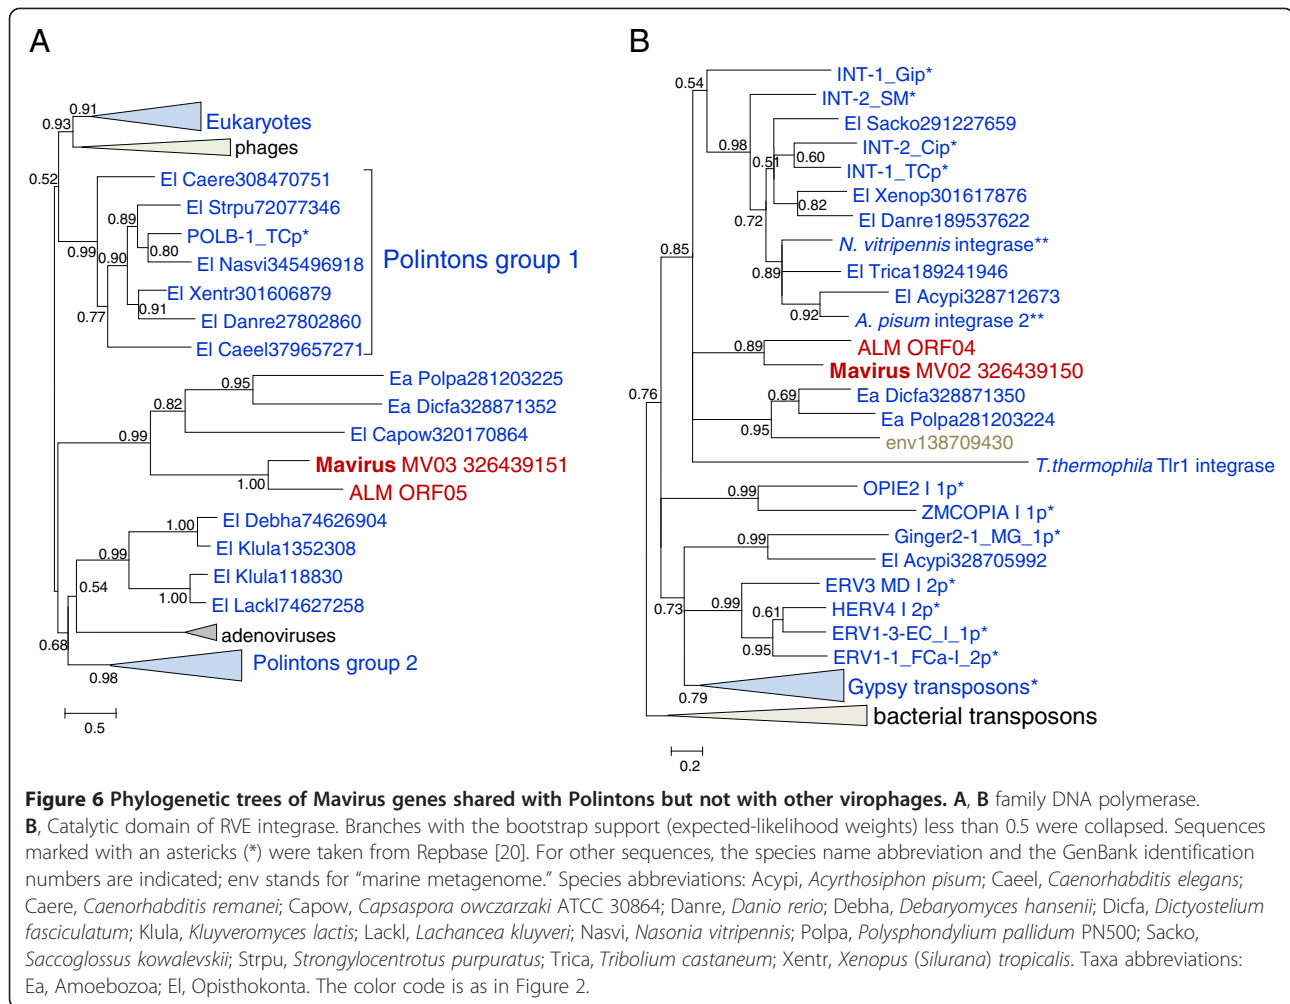 A
0.91
Eukaryotes
0.93
phages
0.52
El Caere308470751
El Strpu72077346
0.89
POLB-1_TCp*
0.80
0.99
0.90
El Nasvi345496918
Polintons group 1
El Xentr301606879
0.91
0.77
El Danre27802860
El Caeel379657271
0.95
Ea Polpa281203225
0.82
Ea Dicfa328871352
0.99
El Capow320170864
Mavirus MV03 326439151
1.00
ALM ORF05
El Debha74626904
1.00
0.99
El Klula1352308
El Klula118830
0.54
1.00
El Lackl74627258
adenoviruses
0.68
Polintons group 2
0.98
0.5
B
INT-1_Gip*
0.54
INT-2_SM*
El Sacko291227659
0.98
INT-2_Cip*
0.51
0.60
INT-1_TCp*
El Xenop301617876
0.82
0.72
El Danre189537622
N. vitripennis integrase**
0.85
0.89
El Trica189241946
El Acypi328712673
0.92
A. pisum integrase 2**
0.89
ALM ORF04
Mavirus MV02 326439150
0.76
0.69
Ea Dicfa328871350
Ea Polpa281203224
0.95
env138709430
T.thermophila Tlr1 integrase
OPIE2 I 1p*
0.99
ZMCOPIA I 1p*
Ginger2-1_MG_1p*
0.99
El Acypi328705992
ERV3 MD I 2p*
0.73
0.99
0.61
HERV4 I 2p*
ERV1-3-EC_I_1p*
0.95
ERV1-1_FCa-I_2p*
Gypsy transposons*
0.79
bacterial transposons
0.2
Figure 6 Phylogenetic trees of Mavirus genes shared with Polintons but not with other virophages. A, B family DNA polymerase.
B, Catalytic domain of RVE integrase. Branches with the bootstrap support (expected-likelihood weights) less than 0.5 were collapsed. Sequences
marked with an astericks (*) were taken from Repbase [20]. For other sequences, the species name abbreviation and the GenBank identification
numbers are indicated; env stands for “marine metagenome.” Species abbreviations: Acypi, Acyrthosiphon pisum; Caeel, Caenorhabditis elegans;
Caere, Caenorhabditis remanei; Capow, Capsaspora owczarzaki ATCC 30864; Danre, Danio rerio; Debha, Debaryomyces hansenii; Dicfa, Dictyostelium
fasciculatum; Klula, Kluyveromyces lactis; Lackl, Lachancea kluyveri; Nasvi, Nasonia vitripennis; Polpa, Polysphondylium pallidum PN500; Sacko,
Saccoglossus kowalevskii; Strpu, Strongylocentrotus purpuratus; Trica, Tribolium castaneum; Xentr, Xenopus (Silurana) tropicalis. Taxa abbreviations:
Ea, Amoebozoa; El, Opisthokonta. The color code is as in Figure 2.